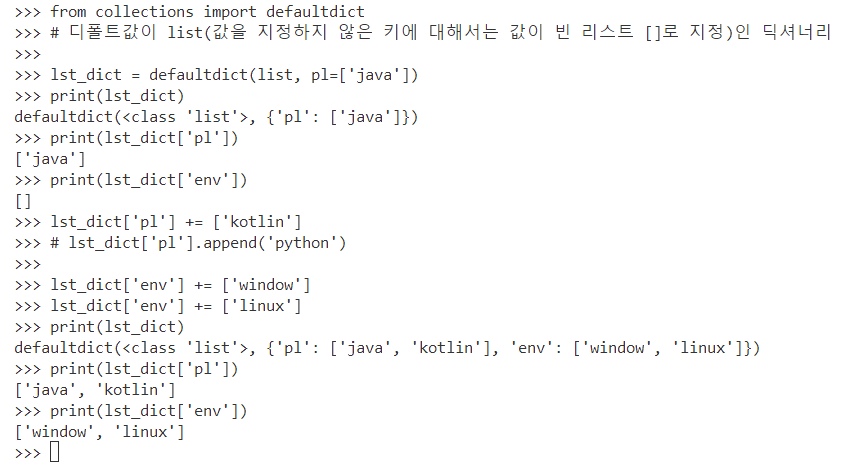 >>> from collections import defaultdict
>>> # 디폴트값이 list(값을 지정하지 않은 키에 대해서는 값이 빈 리스트 []로 지정)인 딕셔너리
>>>
>>> lst_dict = defaultdict(list, pl=['java'])
>>> print(lst_dict)
defaultdict(<class 'list'>, {'pl': ['java']})
>>> print(lst_dict['pl'])
['java']
>>> print(lst_dict['env'])
[]
>>> lst_dict['pl'] += ['kotlin']
>>> # lst_dict['pl'].append('python')
>>>
>>> lst_dict['env'] += ['window']
>>> lst_dict['env'] += ['linux']
>>> print(lst_dict)
defaultdict(<class 'list'>, {'pl': ['java', 'kotlin'], 'env': ['window', 'linux']})
>>> print(lst_dict['pl'])
['java', 'kotlin']
>>> print(lst_dict['env'])
['window', 'linux']
>>>